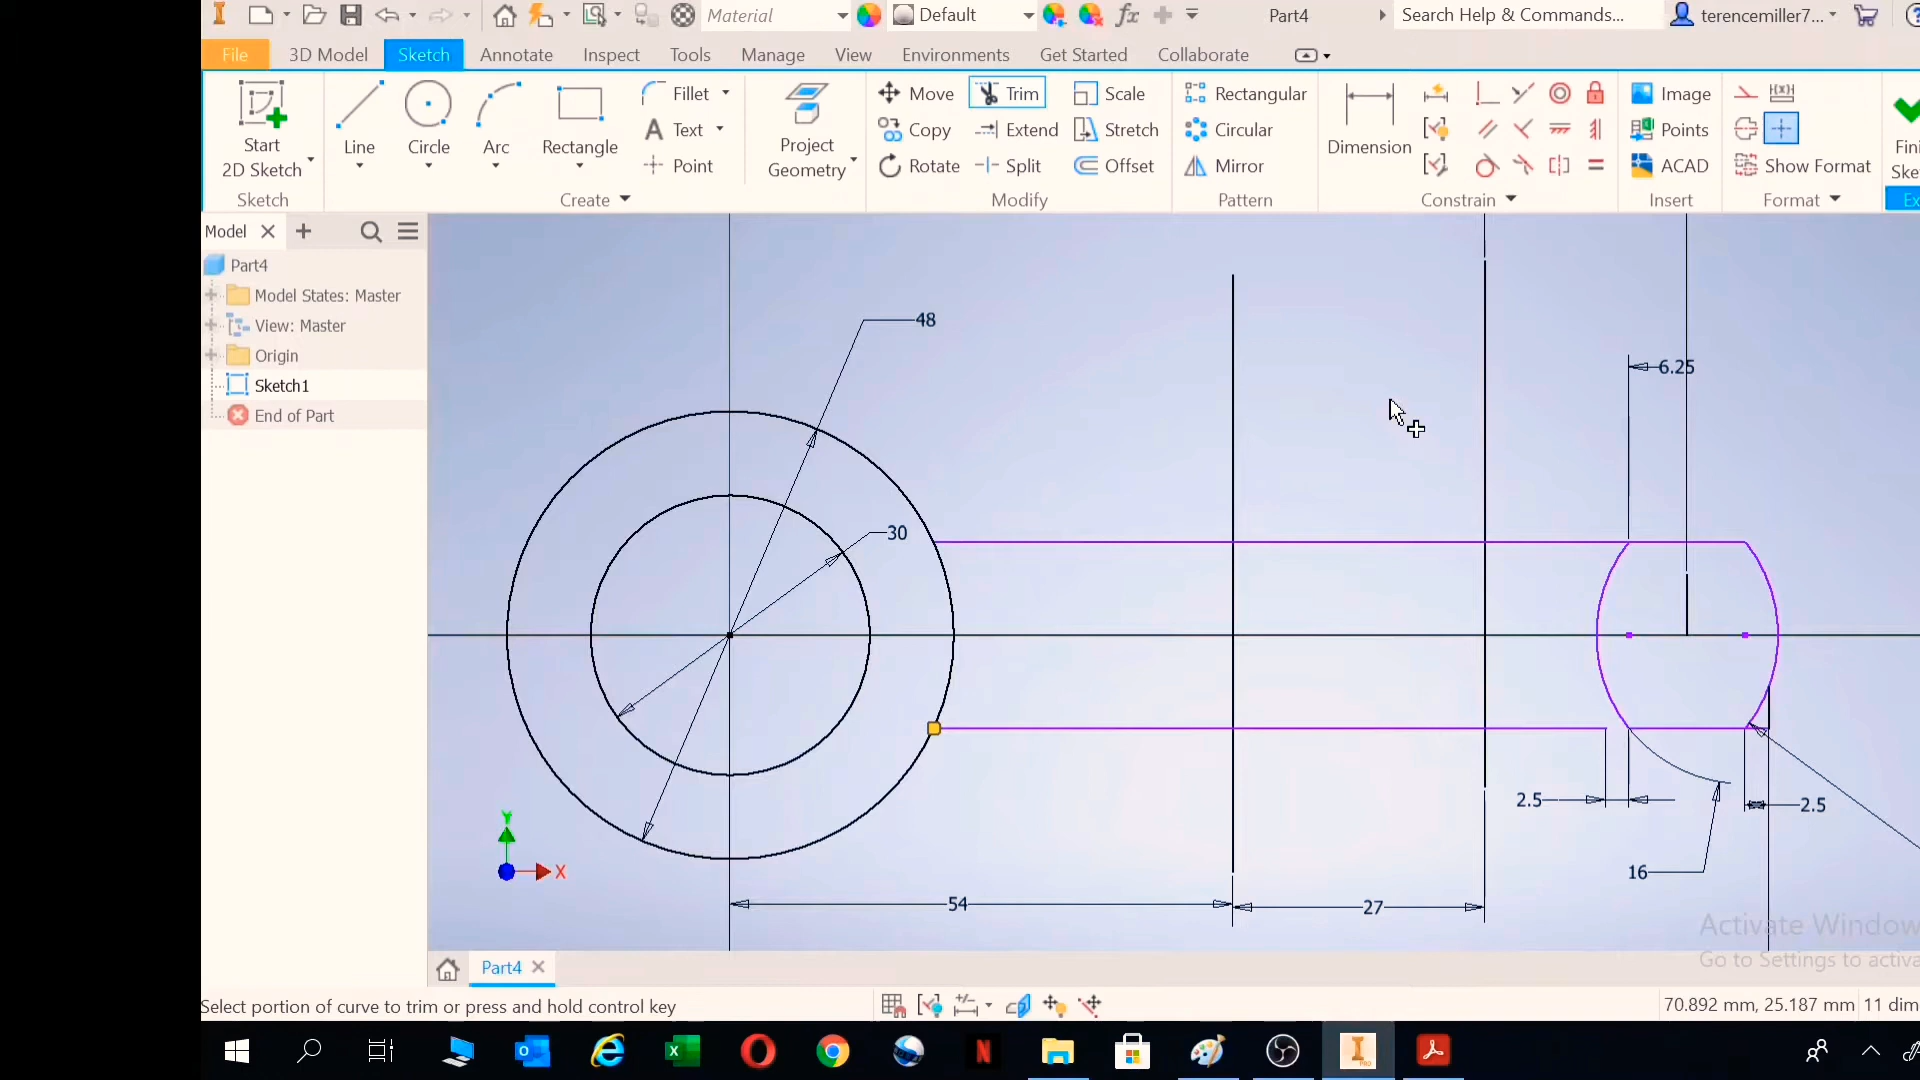 Material
Default
Part4
Search Help & Commands...
terencemiller7...
File
3D Model
Sketch
Annotate
Inspect
Tools
Manage
View
Environments
Get Started
Collaborate
Start
2D Sketch
Line
Circle
Arc
Rectangle
Fillet
Text
Point
Project
Geometry
Move
Copy
Rotate
Trim
Extend
Split
Scale
Stretch
Offset
Rectangular
Circular
Mirror
Dimension
Image
Points
ACAD
Show Format
Fini
Ske
Sketch
Create
Modify
Pattern
Constrain
Insert
Format
Ex
Model
Part4
Model States: Master
View: Master
Origin
Sketch1
End of Part
48
6.25
30
2.5
2.5
16
54
27
Y
X
Activate Window
Go to Settings to activa
Part4
Select portion of curve to trim or press and hold control key
70.892 mm, 25.187 mm
11 dim